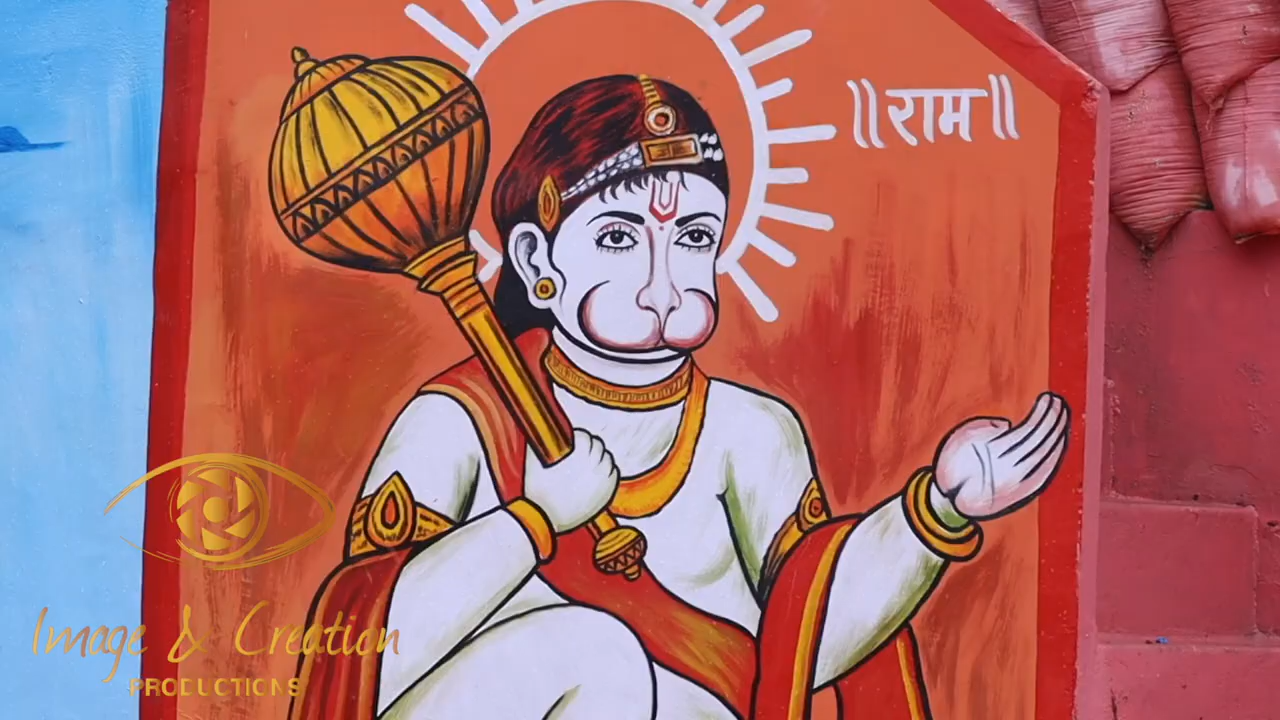 ॥ राम ॥
Image & Creation
PRODUCTIONS